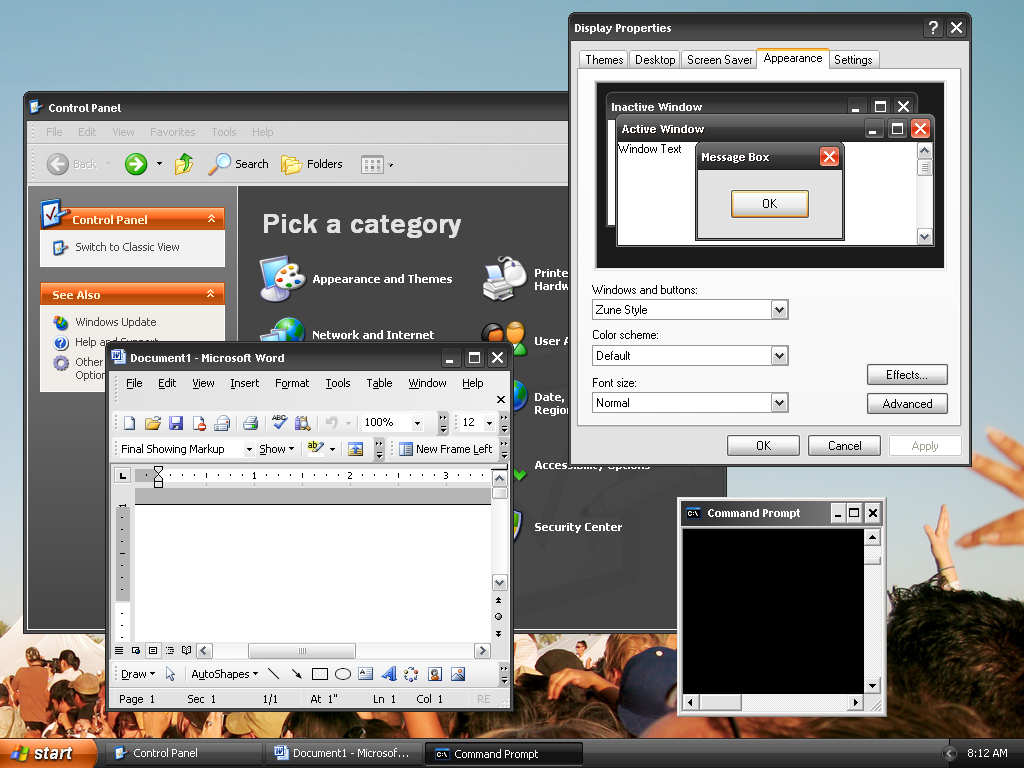 Display Properties
Themes
Desktop
Screen Saver
Appearance
Settings
Inactive Window
Active Window
Window Text
Message Box
OK
Windows and buttons:
Zune Style
Color scheme:
Default
Font size:
Normal
Effects...
Advanced
OK
Cancel
Apply
Control Panel
File Edit View Favorites Tools Help
Back
Search
Folders
Control Panel
Switch to Classic View
See Also
Windows Update
Help and Support
Other
Option
Pick a category
Appearance and Themes
Printe
Hardw
Network and Internet
User A
Date,
Region
Accessibility Options
Security Center
Document1 - Microsoft Word
File Edit View Insert Format Tools Table Window Help
100%
12
Final Showing Markup
Show
New Frame Left
1 2 3
Draw
AutoShapes
Page 1 Sec 1 1/1 At 1" Ln 1 Col 1 RE
C:\ Command Prompt
start
Control Panel
Document1 - Microsof...
C:\ Command Prompt
8:12 AM